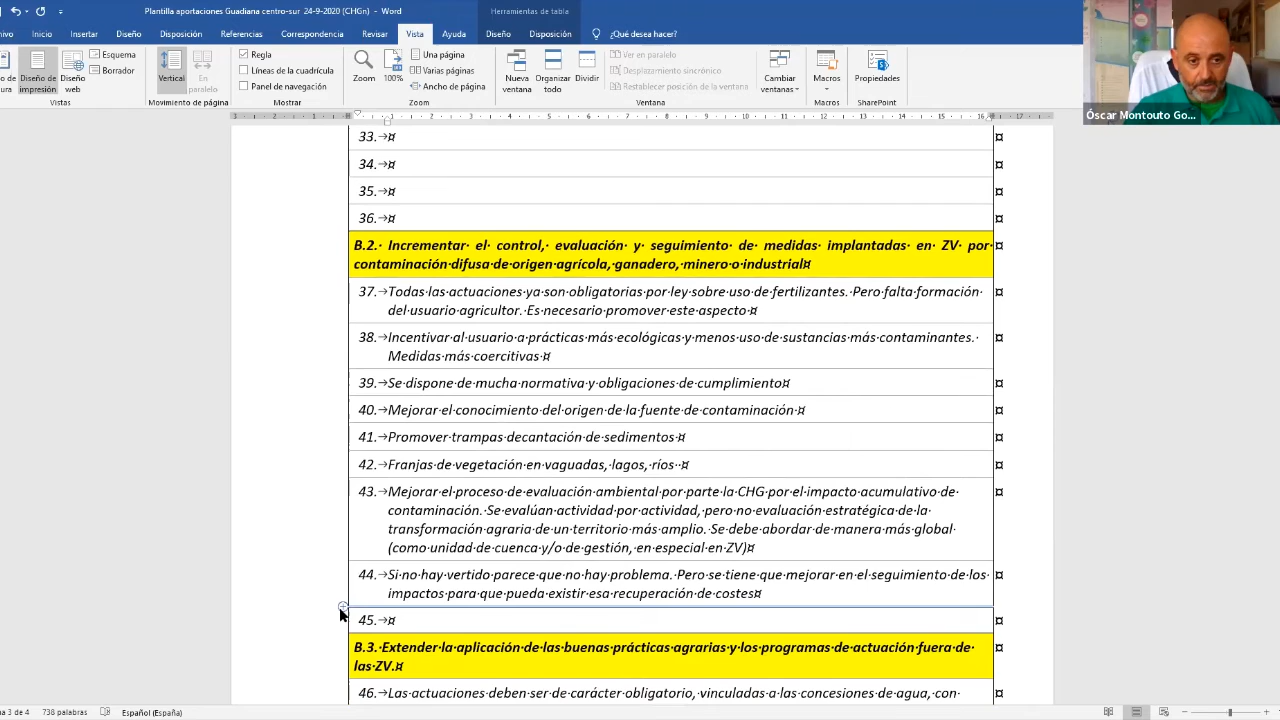 Plantilla aportaciones Guadiana centro-sur 24-9-2020 (CHGn) - Word
Herramientas de tabla
Inicio
Insertar
Diseño
Disposición
Referencias
Correspondencia
Revisar
Vista
Ayuda
Diseño
Disposición
¿Qué desea hacer?
Diseño de impresión
Diseño web
Esquema
Borrador
Vistas
Vertical
En paralelo
Movimiento de página
Regla
Líneas de la cuadrícula
Panel de navegación
Mostrar
Zoom
100%
Una página
Varias páginas
Ancho de página
Zoom
Nueva ventana
Organizar todo
Dividir
Ver en paralelo
Desplazamiento sincrónico
Restablecer posición de la ventana
Ventana
Cambiar ventanas
Macros
Macros
Propiedades
SharePoint
Óscar Montouto Go...
33.→¤
34.→¤
35.→¤
36.→¤
B.2.· Incrementar el control, evaluación y seguimiento de medidas implantadas en ZV por
contaminación·difusa·de·origen·agrícola,·ganadero,·minero·o·industrial¤
37.→Todas·las·actuaciones·ya·son·obligatorias·por·ley·sobre·uso·de·fertilizantes.·Pero·falta·formación·
del·usuario·agricultor.·Es·necesario·promover·este·aspecto·¤
38.→Incentivar·al·usuario·a·prácticas·más·ecológicas·y·menos·uso·de·sustancias·más·contaminantes.·
Medidas·más·coercitivas·¤
39.→Se·dispone·de·mucha·normativa·y·obligaciones·de·cumplimiento¤
40.→Mejorar·el·conocimiento·del·origen·de·la·fuente·de·contaminación·¤
41.→Promover·trampas·decantación·de·sedimentos·¤
42.→Franjas·de·vegetación·en·vaguadas,·lagos,·ríos··¤
43.→Mejorar·el·proceso·de·evaluación·ambiental·por·parte·la·CHG·por·el·impacto·acumulativo·de·
contaminación.·Se·evalúan·actividad·por·actividad,·pero·no·evaluación·estratégica·de·la·
transformación·agraria·de·un·territorio·más·amplio.·Se·debe·abordar·de·manera·más·global·
(como·unidad·de·cuenca·y/o·de·gestión,·en·especial·en·ZV)¤
44.→Si·no·hay·vertido·parece·que·no·hay·problema.·Pero·se·tiene·que·mejorar·en·el·seguimiento·de·los·
impactos·para·que·pueda·existir·esa·recuperación·de·costes¤
45.→¤
B.3.·Extender·la·aplicación·de·las·buenas·prácticas·agrarias·y·los·programas·de·actuación·fuera·de·
las·ZV.¤
46.→Las·actuaciones·deben·ser·de·carácter·obligatorio,·vinculadas·a·las·concesiones·de·agua,·con·
3 de 4
738 palabras
Español (España)